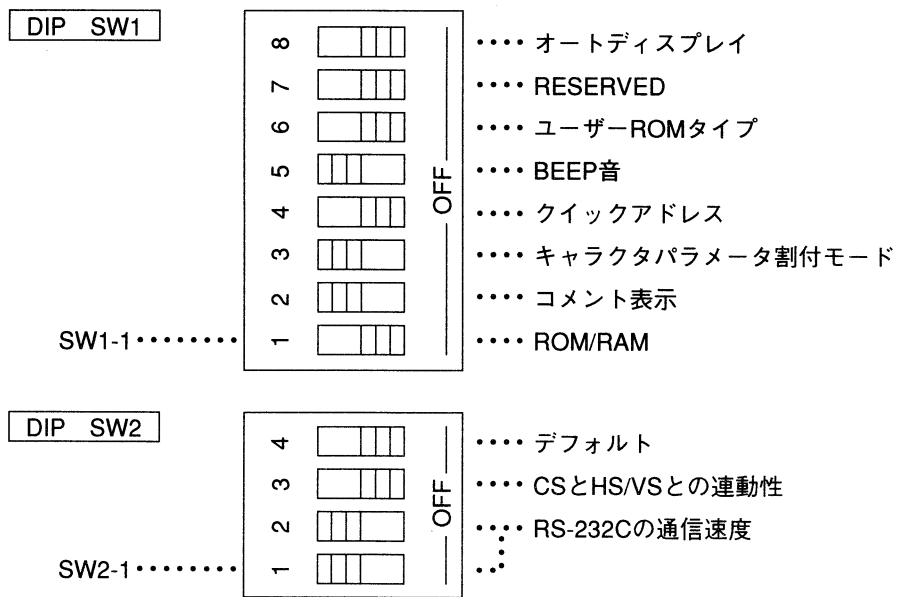 DIP SW1
8 ････ オートディスプレイ
7 ････ RESERVED
6 ････ ユーザーROMタイプ
5 ････ BEEP音
4 ････ クイックアドレス
3 ････ キャラクタパラメータ割付モード
2 ････ コメント表示
SW1-1 ････････ 1 ････ ROM/RAM
OFF
DIP SW2
4 ････ デフォルト
3 ････ CSとHS/VSとの連動性
2 ････ RS-232Cの通信速度
SW2-1 ････････ 1
OFF